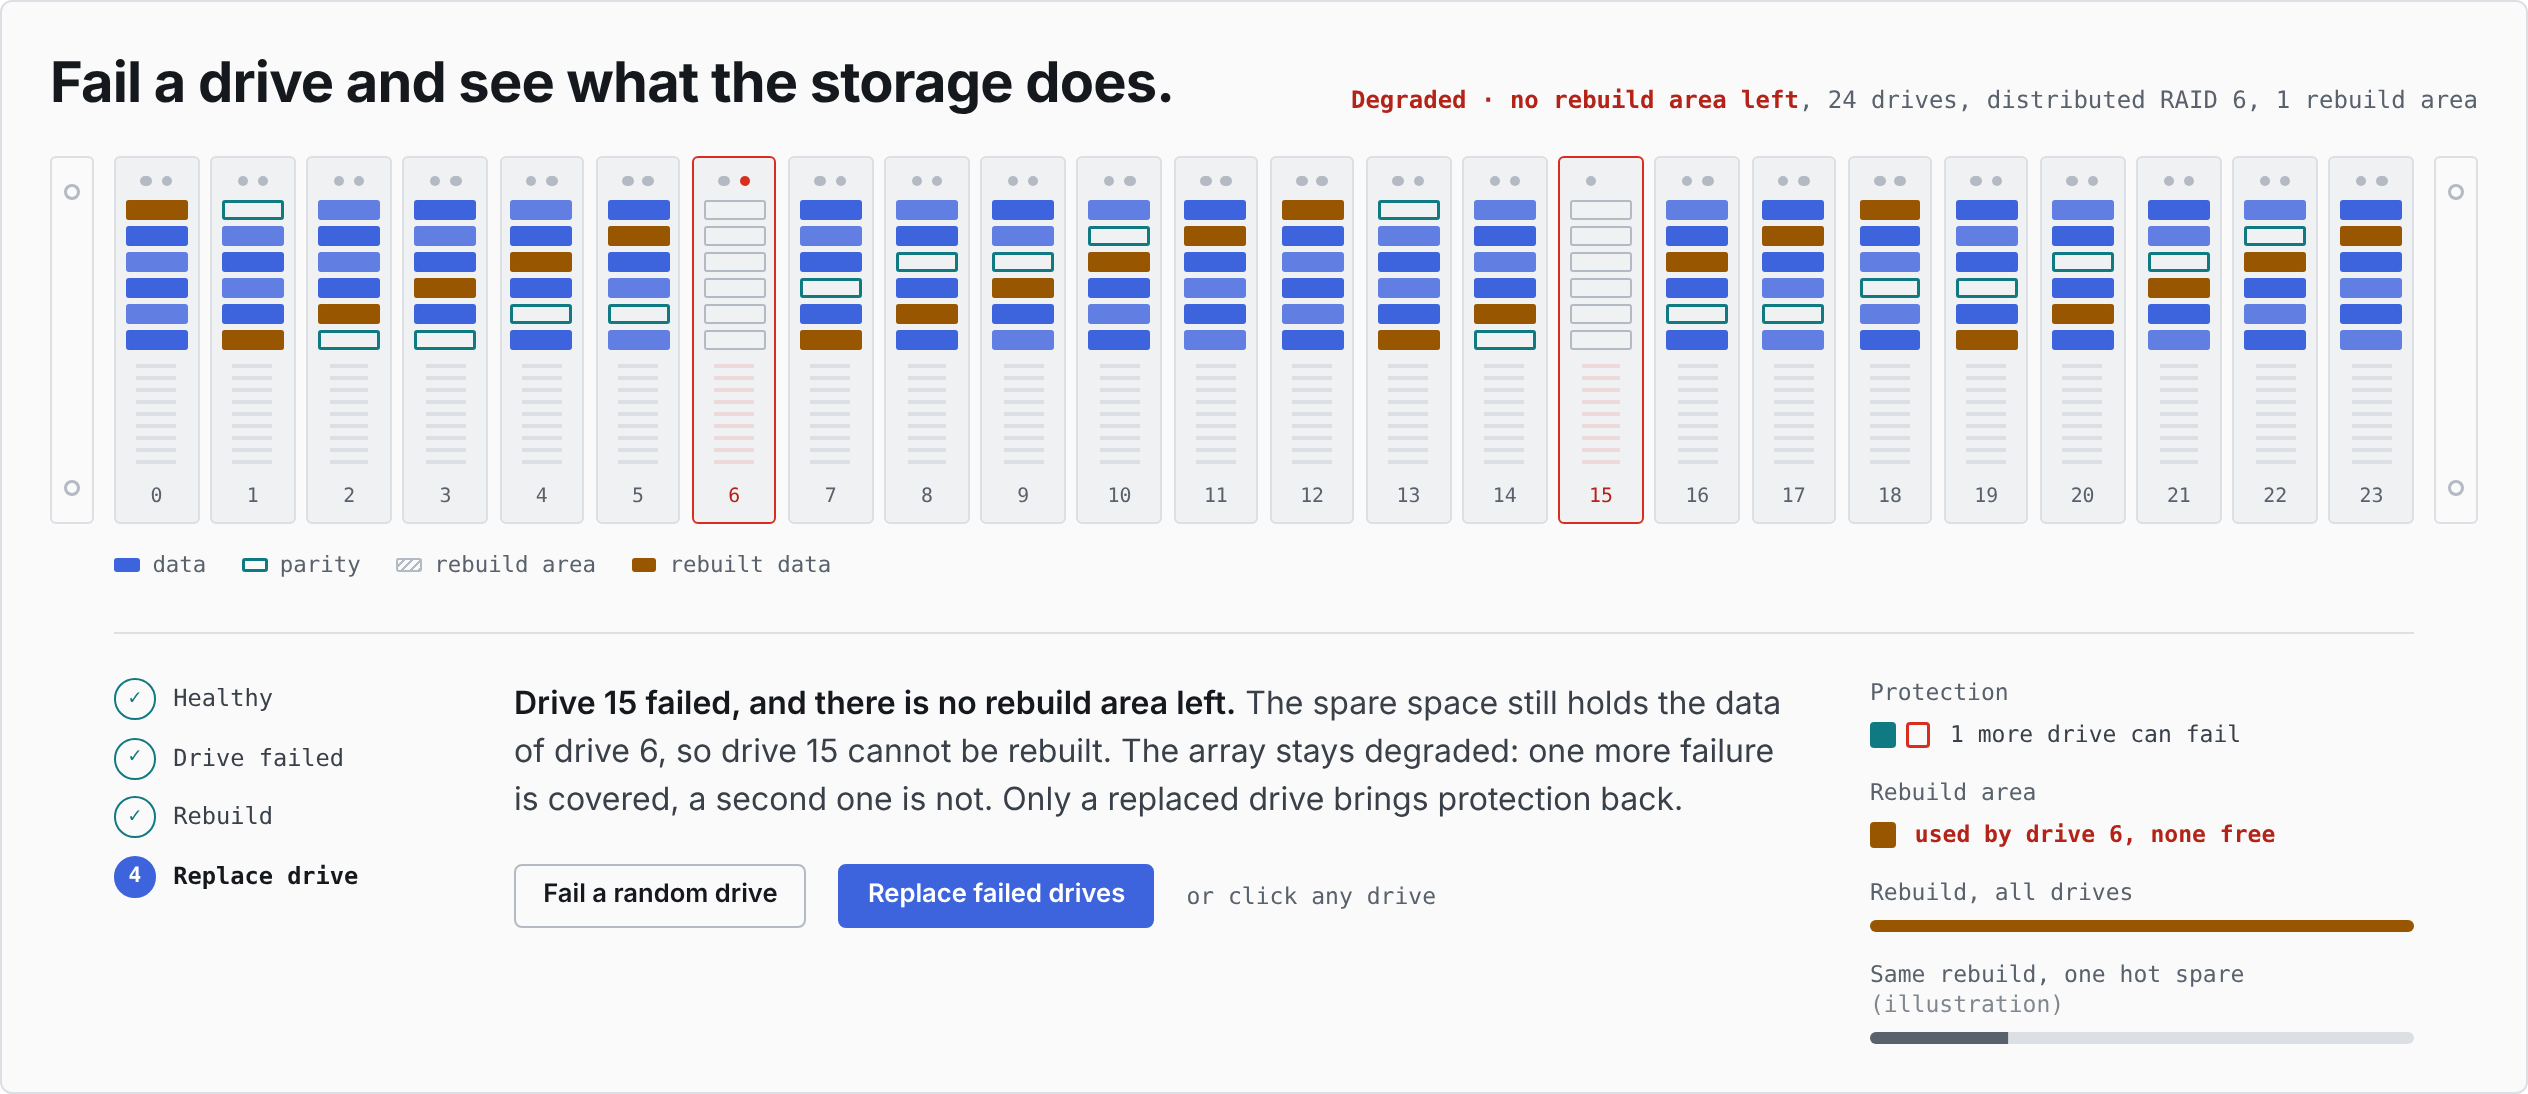 Fail a drive and see what the storage does.
Degraded · no rebuild area left, 24 drives, distributed RAID 6, 1 rebuild area
0 1 2 3 4 5 6 7 8 9 10 11 12 13 14 15 16 17 18 19 20 21 22 23
data parity rebuild area rebuilt data
✓ Healthy
✓ Drive failed
✓ Rebuild
4 Replace drive
Drive 15 failed, and there is no rebuild area left. The spare space still holds the data
of drive 6, so drive 15 cannot be rebuilt. The array stays degraded: one more failure
is covered, a second one is not. Only a replaced drive brings protection back.
Fail a random drive Replace failed drives or click any drive
Protection
1 more drive can fail
Rebuild area
used by drive 6, none free
Rebuild, all drives
Same rebuild, one hot spare
(illustration)